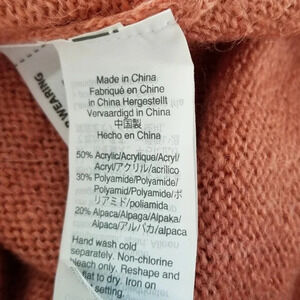 WEARING
Made in China
Fabriqué en Chine
in China Hergestellt
Vervaardigd in China
中国製
Hecho en China
50% Acrylic/Acrylique/Acryl/
Acryl/アクリル/acrílico
30% Polyamide/Polyamide/
Polyamid/Polyamide/ポ
リアミド/poliamida
20% Alpaca/Alpaga/Alpaka/
Alpaca/アルパカ/alpaca
Hand wash cold
separately. Non-chlorine
bleach only. Reshape and
flat to dry. Iron on
setting.